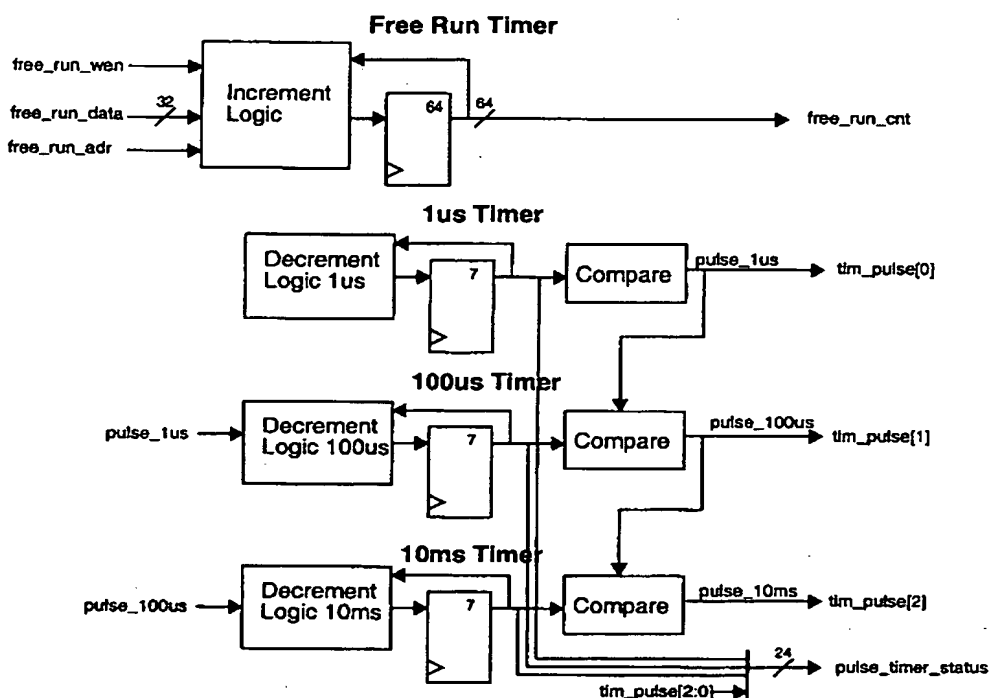 Free Run Timer
free_run_wen
free_run_data
32
free_run_adr
Increment
Logic
64
64
free_run_cnt
1us Timer
Decrement
Logic 1us
7
Compare
pulse_1us
tim_pulse[0]
100us Timer
pulse_1us
Decrement
Logic 100us
7
Compare
pulse_100us
tim_pulse[1]
10ms Timer
pulse_100us
Decrement
Logic 10ms
7
Compare
pulse_10ms
tim_pulse[2]
24
pulse_timer_status
tim_pulse[2:0]